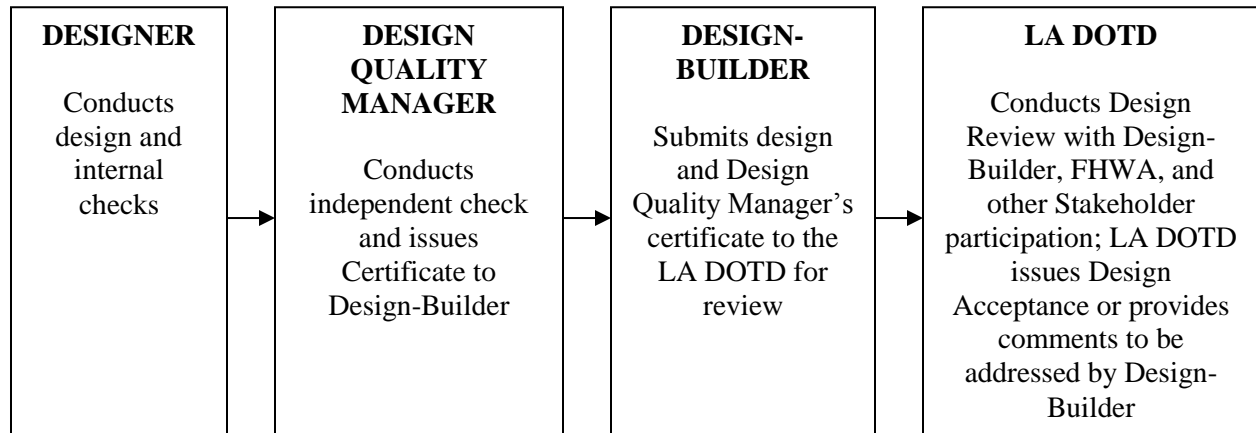 DESIGNER
Conducts
design and
internal
checks
DESIGN
QUALITY
MANAGER
Conducts
independent check
and issues
Certificate to
Design-Builder
DESIGN-
BUILDER
Submits design
and Design
Quality Manager’s
certificate to the
LA DOTD for
review
LA DOTD
Conducts Design
Review with Design-
Builder, FHWA, and
other Stakeholder
participation; LA DOTD
issues Design
Acceptance or provides
comments to be
addressed by Design-
Builder